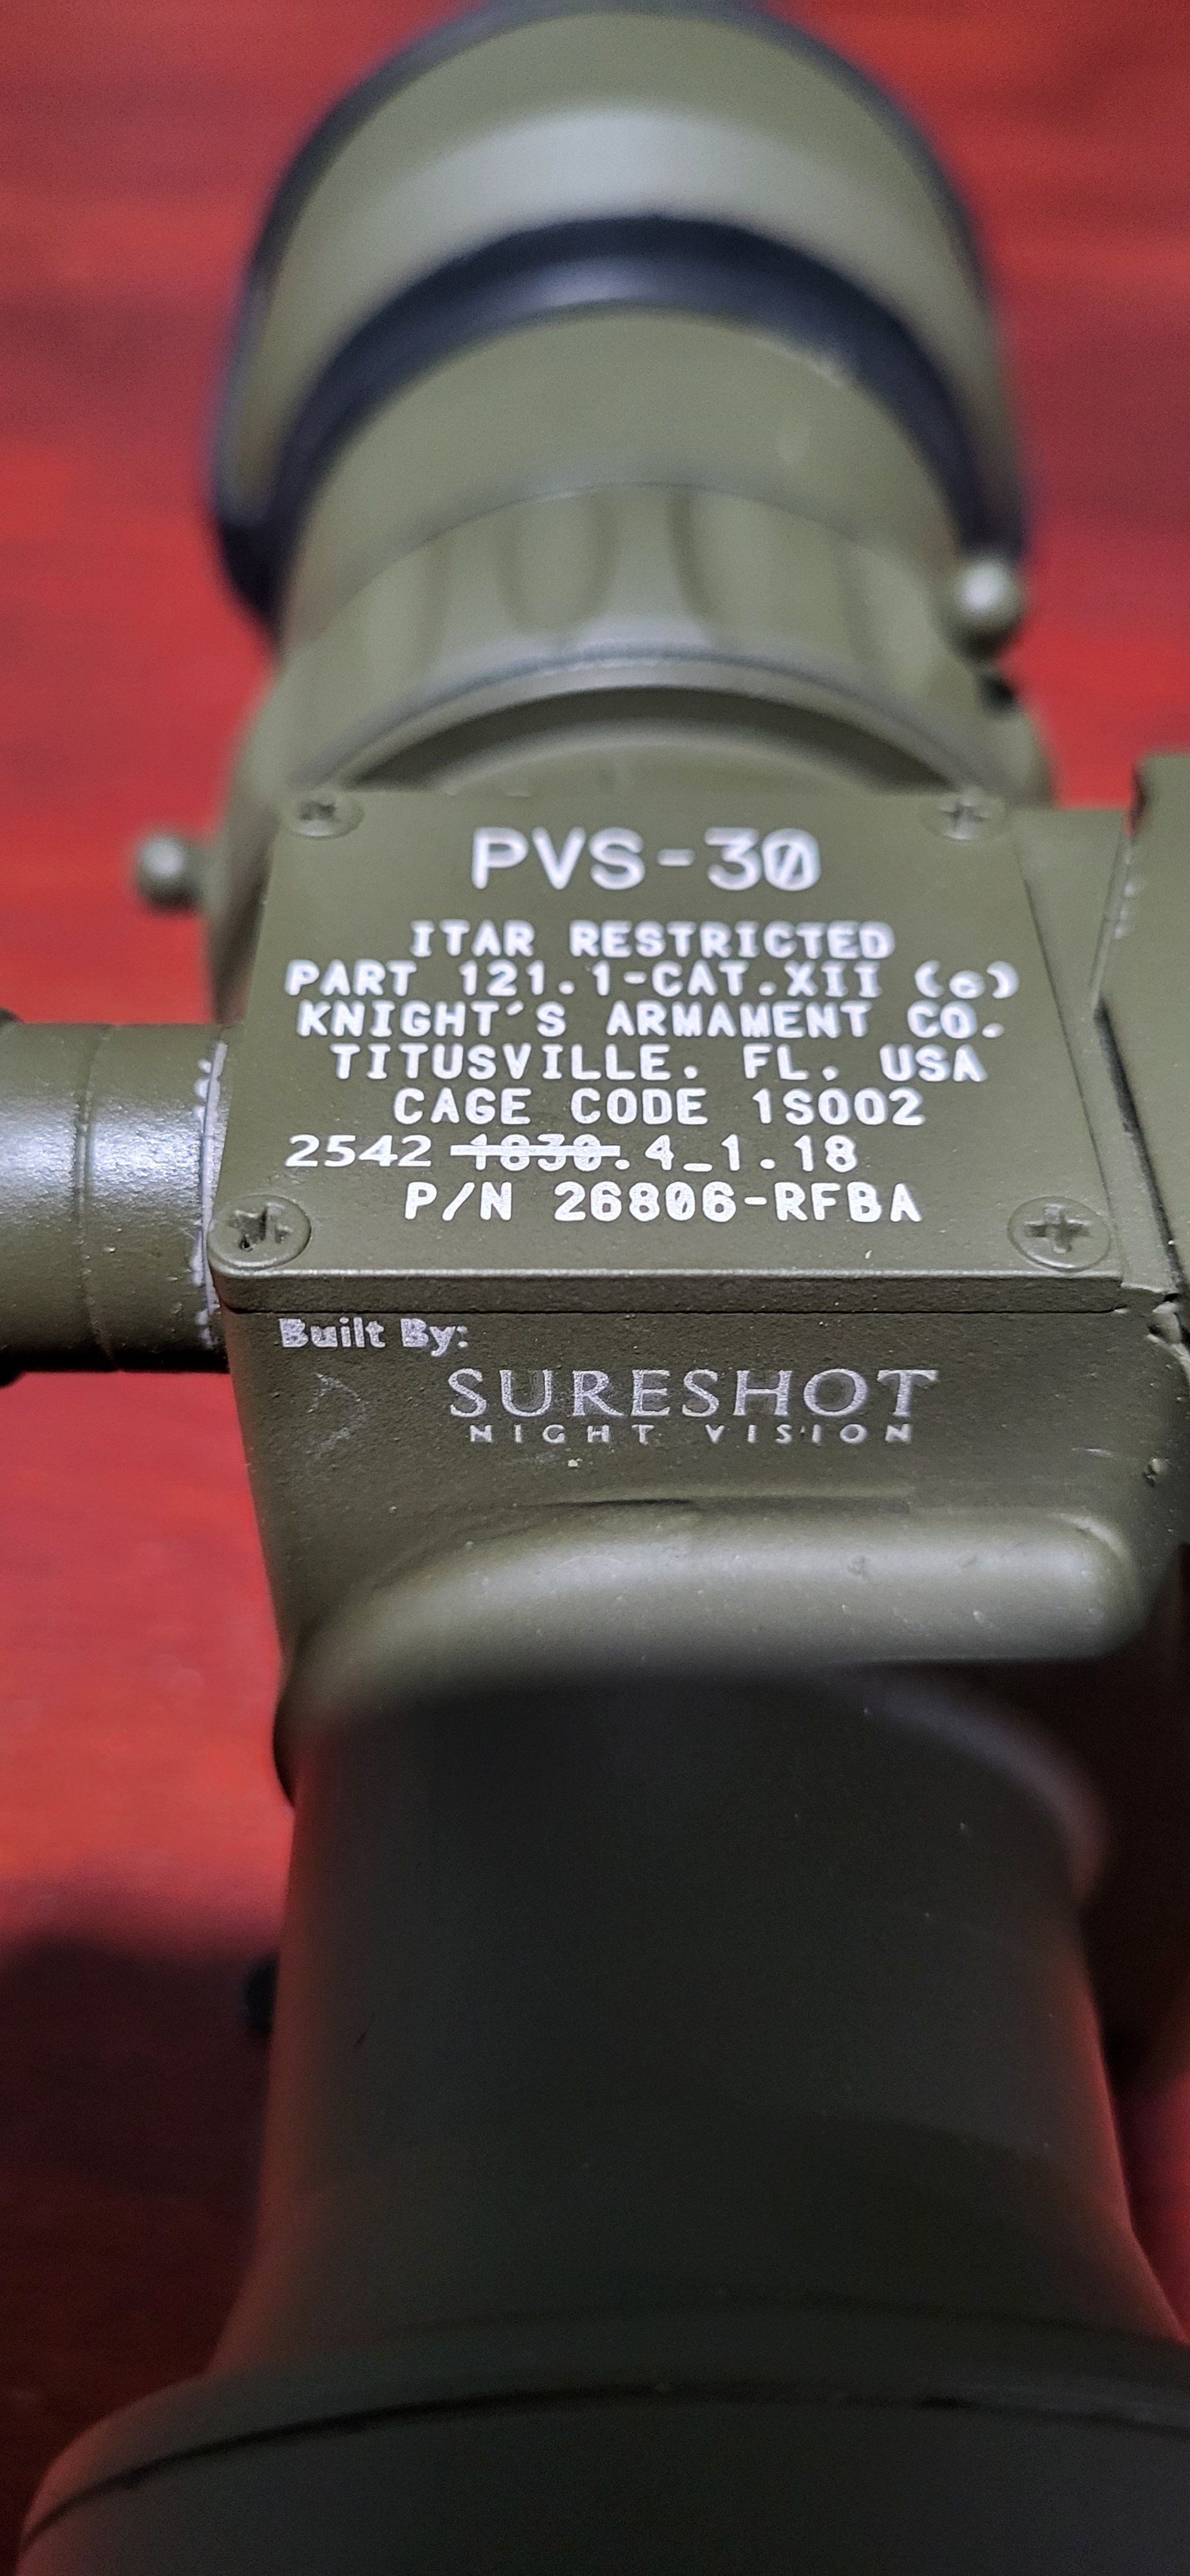 PVS-30
ITAR RESTRICTED
PART 121.1-CAT.XII (e)
KNIGHT'S ARMAMENT CO.
TITUSVILLE. FL. USA
CAGE CODE 1S002
2542 1830.4_1.18
P/N 26806-RFBA
Built By:
SURESHOT
NIGHT VISION